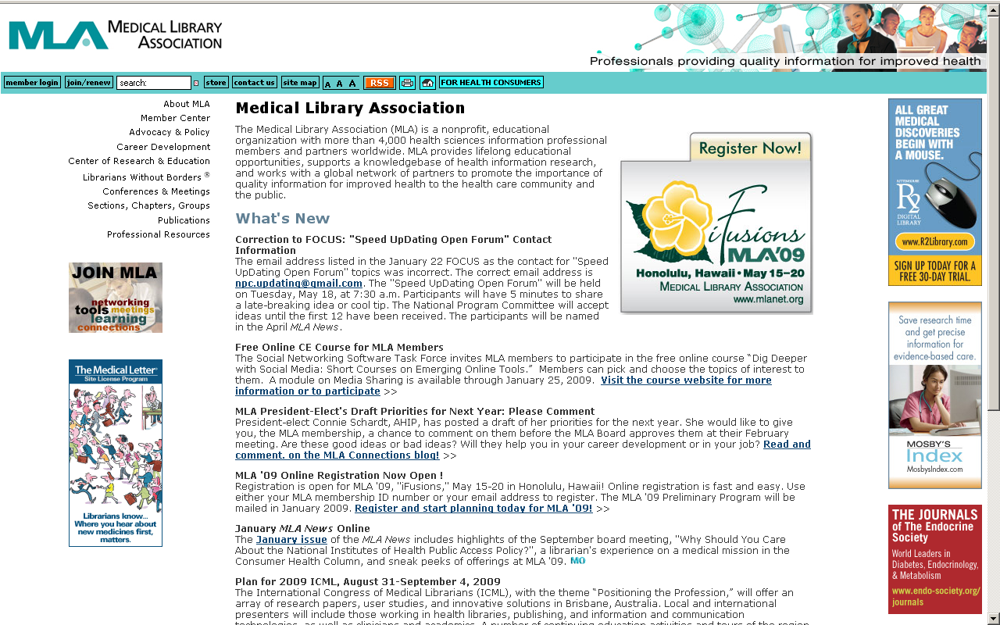 MLA MEDICAL LIBRARY
ASSOCIATION
Professionals providing quality information for improved health
member login join/renew search: store contact us site map A A A RSS FOR HEALTH CONSUMERS
About MLA
Member Center
Advocacy & Policy
Career Development
Center of Research & Education
Librarians Without Borders ®
Conferences & Meetings
Sections, Chapters, Groups
Publications
Professional Resources
JOIN MLA
networking
tools meetings
learning
connections
The Medical Letter®
Site License Program
Librarians know...
Where you hear about
new medicines first,
matters.
Medical Library Association
The Medical Library Association (MLA) is a nonprofit, educational
organization with more than 4,000 health sciences information professional
members and partners worldwide. MLA provides lifelong educational
opportunities, supports a knowledgebase of health information research,
and works with a global network of partners to promote the importance of
quality information for improved health to the health care community and
the public.
What's New
Correction to FOCUS: "Speed UpDating Open Forum" Contact
Information
The email address listed in the January 22 FOCUS as the contact for "Speed
UpDating Open Forum" topics was incorrect. The correct email address is
npc.updating@gmail.com. The "Speed UpDating Open Forum" will be held
on Tuesday, May 18, at 7:30 a.m. Participants will have 5 minutes to share
a late-breaking idea or cool tip. The National Program Committee will accept
ideas until the first 12 have been received. The participants will be named
in the April MLA News.
Free Online CE Course for MLA Members
The Social Networking Software Task Force invites MLA members to participate in the free online course “Dig Deeper
with Social Media: Short Courses on Emerging Online Tools.” Members can pick and choose the topics of interest to
them. A module on Media Sharing is available through January 25, 2009. Visit the course website for more
information or to participate >>
MLA President-Elect's Draft Priorities for Next Year: Please Comment
President-elect Connie Schardt, AHIP, has posted a draft of her priorities for the next year. She would like to give
you, the MLA membership, a chance to comment on them before the MLA Board approves them at their February
meeting. Are these good ideas or bad ideas? Will they help you in your career development or in your job? Read and
comment. on the MLA Connections blog! >>
MLA '09 Online Registration Now Open !
Registration is open for MLA '09, "iFusions," May 15-20 in Honolulu, Hawaii! Online registration is fast and easy. Use
either your MLA membership ID number or your email address to register. The MLA '09 Preliminary Program will be
mailed in January 2009. Register and start planning today for MLA '09! >>
January MLA News Online
The January issue of the MLA News includes highlights of the September board meeting, "Why Should You Care
About the National Institutes of Health Public Access Policy?", a librarian's experience on a medical mission in the
Consumer Health Column, and sneak peeks of offerings at MLA '09. MO
Plan for 2009 ICML, August 31-September 4, 2009
The International Congress of Medical Librarians (ICML), with the theme “Positioning the Profession,” will offer an
array of research papers, user studies, and innovative solutions in Brisbane, Australia. Local and international
presenters will include those working in health libraries, publishing, and information and communication
technologies, as well as clinicians and academics. A number of continuing education activities and tours of the region
Register Now!
iFusions
MLA'09
Honolulu, Hawaii • May 15–20
MEDICAL LIBRARY ASSOCIATION
www.mlanet.org
ALL GREAT
MEDICAL
DISCOVERIES
BEGIN WITH
A MOUSE.
RITTENHOUSE
R2
DIGITAL
LIBRARY
www.R2Library.com
SIGN UP TODAY FOR A
FREE 30-DAY TRIAL.
Save research time
and get precise
information for
evidence-based care.
MOSBY'S
Index
MosbysIndex.com
THE JOURNALS
of The Endocrine
Society
World Leaders in
Diabetes, Endocrinology,
& Metabolism
www.endo-society.org/
journals